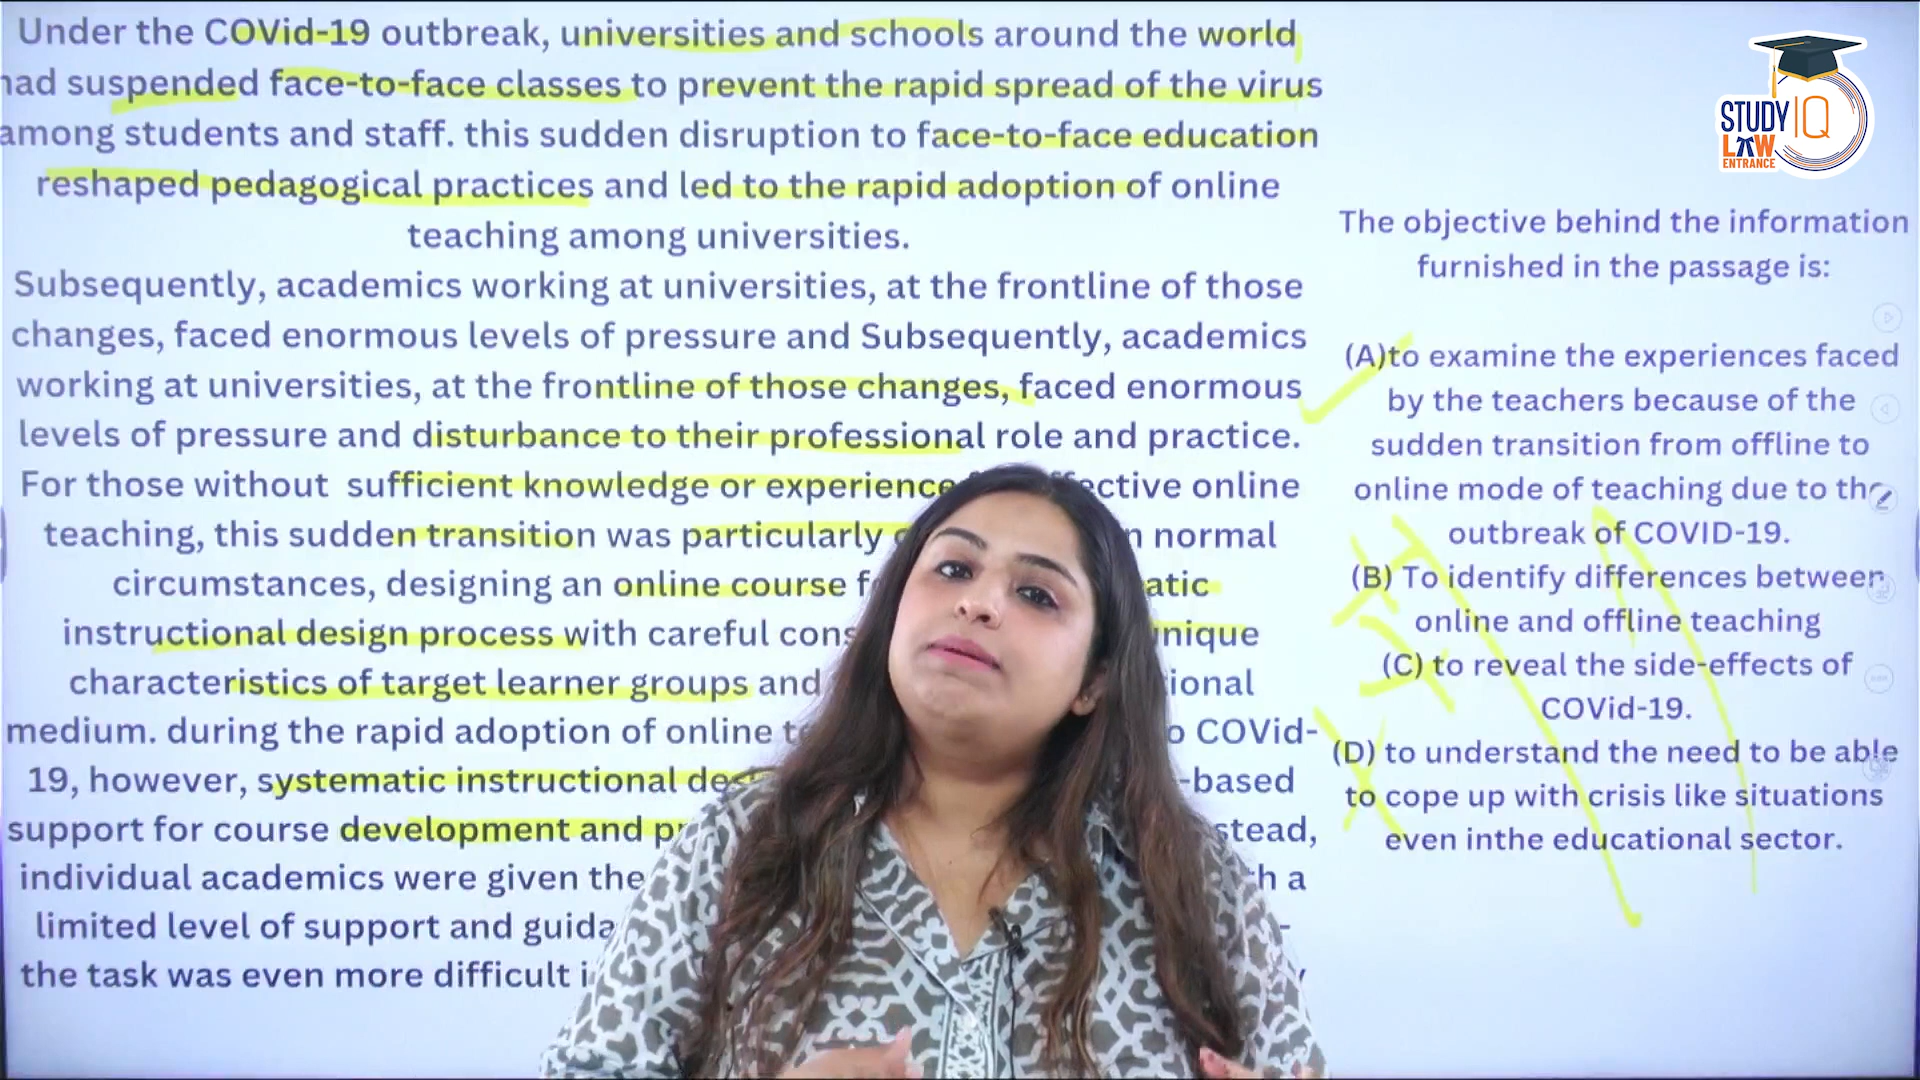 Under the COVid-19 outbreak, universities and schools around the world
had suspended face-to-face classes to prevent the rapid spread of the virus
among students and staff. this sudden disruption to face-to-face education
reshaped pedagogical practices and led to the rapid adoption of online
teaching among universities.
Subsequently, academics working at universities, at the frontline of those
changes, faced enormous levels of pressure and Subsequently, academics
working at universities, at the frontline of those changes, faced enormous
levels of pressure and disturbance to their professional role and practice.
For those without sufficient knowledge or experience online
teaching, this sudden transition was particularly normal
circumstances, designing an online course
instructional design process with careful
characteristics of target learner groups and
medium. during the rapid adoption of online COVid-
19, however, systematic instructional -based
support for course development and
individual academics were given the a
limited level of support and
the task was even more difficult
STUDY IQ
LAW
ENTRANCE
The objective behind the information
furnished in the passage is:
(A)to examine the experiences faced
by the teachers because of the
sudden transition from offline to
online mode of teaching due to the
outbreak of COVID-19.
(B) To identify differences between
online and offline teaching
(C) to reveal the side-effects of
COVid-19.
(D) to understand the need to be able
to cope up with crisis like situations
even inthe educational sector.